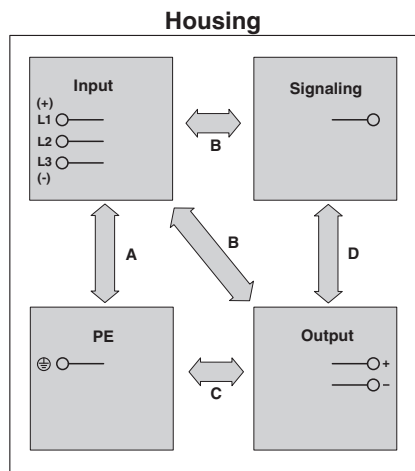 Housing
Input
(+)
L1
L2
L3
(-)
Signaling
B
A
B
D
PE
C
Output
+
–